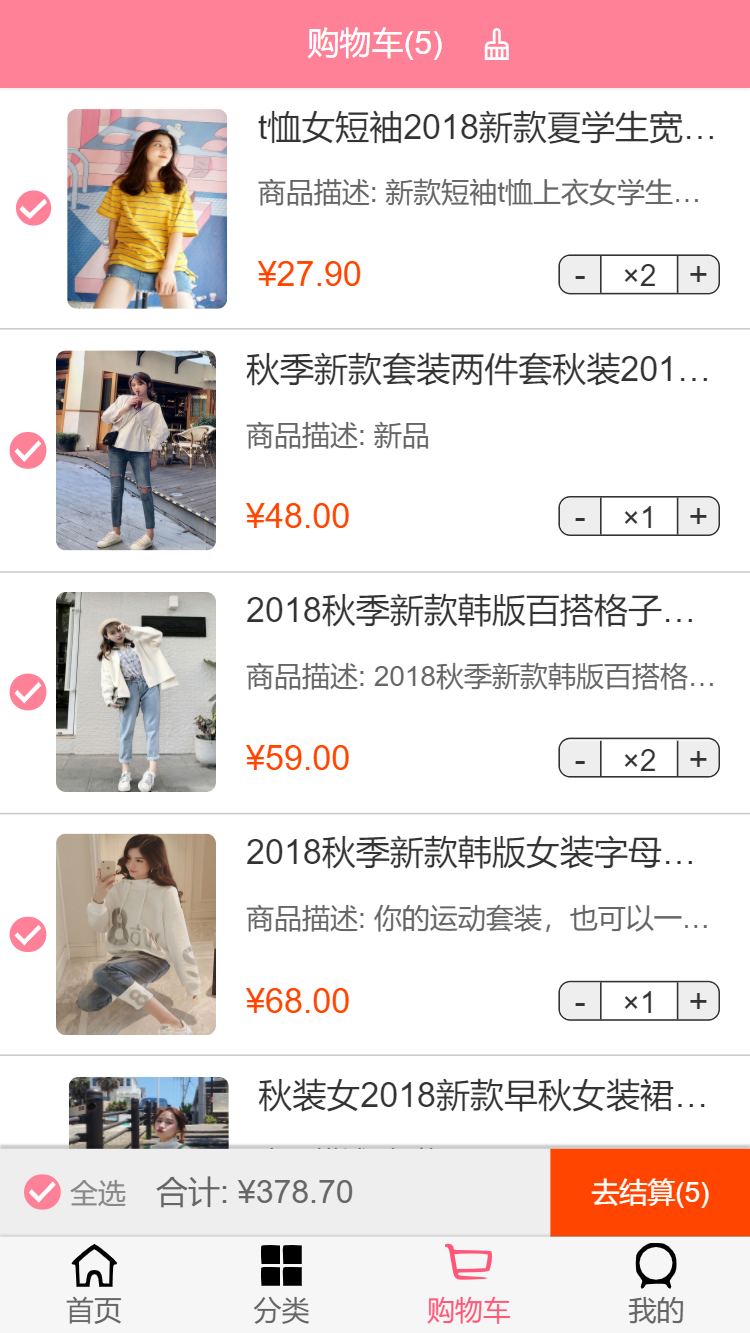 购物车(5)
t恤女短袖2018新款夏学生宽…
商品描述: 新款短袖t恤上衣女学生…
¥27.90
- ×2 +
秋季新款套装两件套秋装201…
商品描述: 新品
¥48.00
- ×1 +
2018秋季新款韩版百搭格子…
商品描述: 2018秋季新款韩版百搭格…
¥59.00
- ×2 +
2018秋季新款韩版女装字母…
商品描述: 你的运动套装，也可以一…
¥68.00
- ×1 +
秋装女2018新款早秋女装裙…
全选 合计: ¥378.70 去结算(5)
首页 分类 购物车 我的